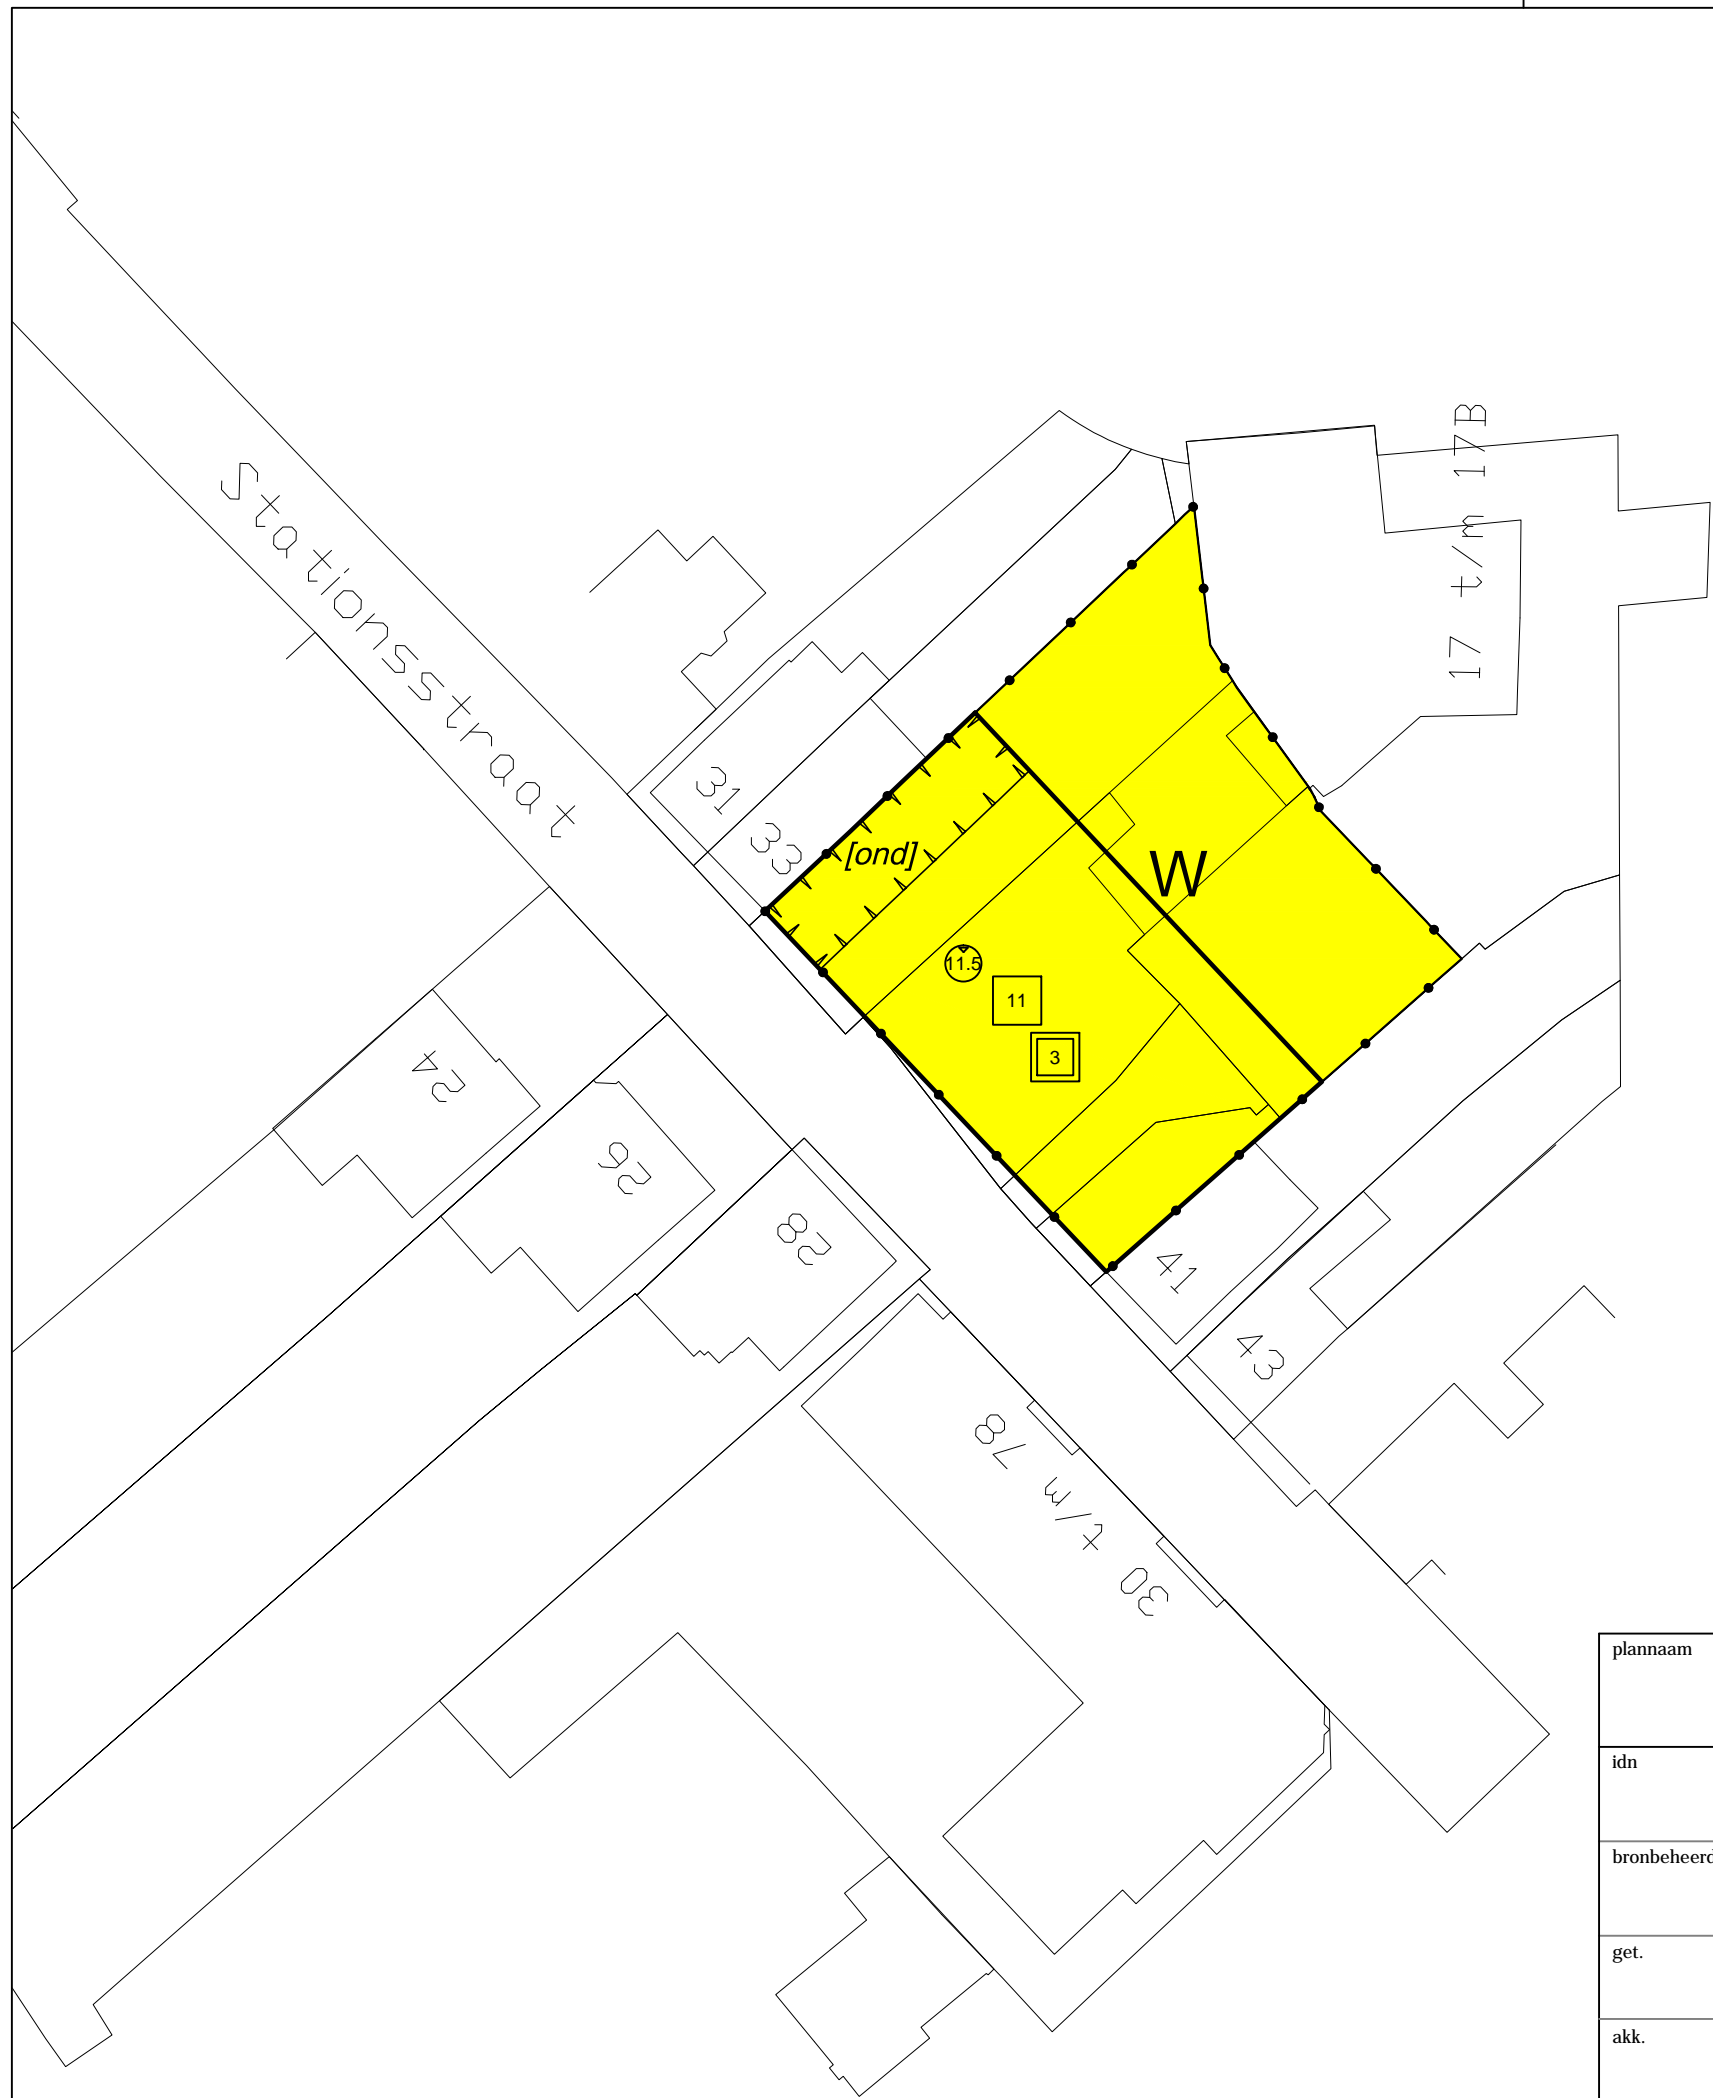 Stationsstraat
17 t/m 17B
31
33
[ond]
W
11.5
11
3
24
26
28
41
43
30 t/m 78
plannaam
idn
bronbeheerd
get.
akk.